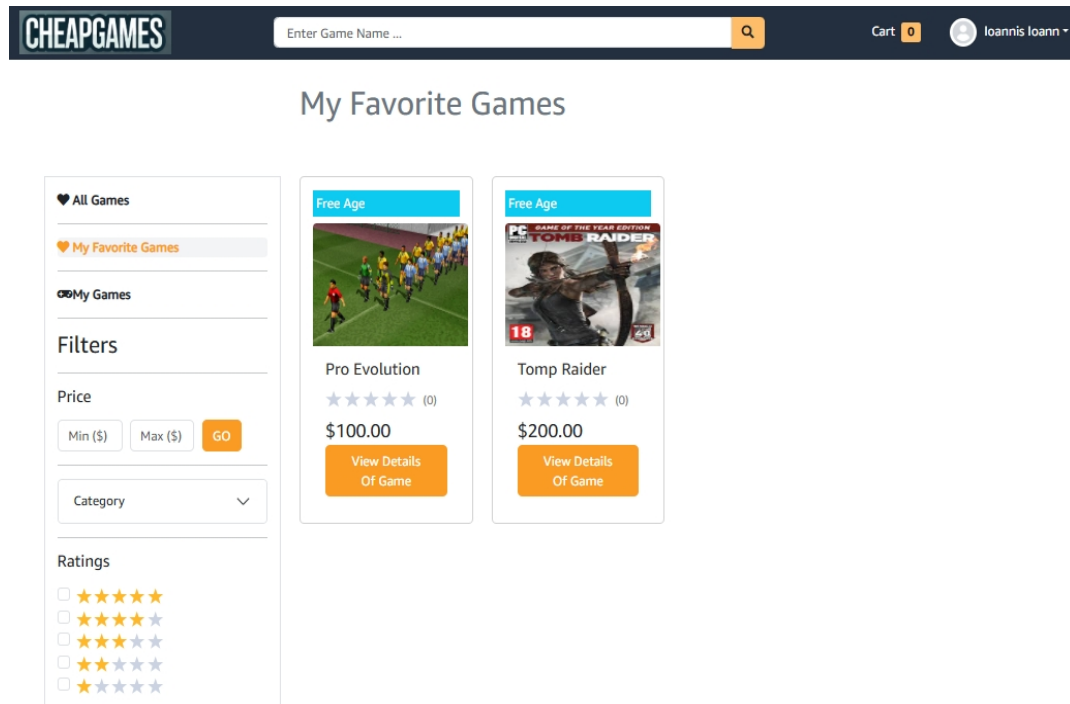 CHEAPGAMES
Enter Game Name ...
Cart 0
Ioannis Ioann
My Favorite Games
All Games
My Favorite Games
My Games
Filters
Price
Min ($) Max ($) GO
Category
Ratings
Free Age
Pro Evolution
(0)
$100.00
View Details
Of Game
Free Age
PC
GAME OF THE YEAR EDITION
TOMB RAIDER
18
Tomp Raider
(0)
$200.00
View Details
Of Game